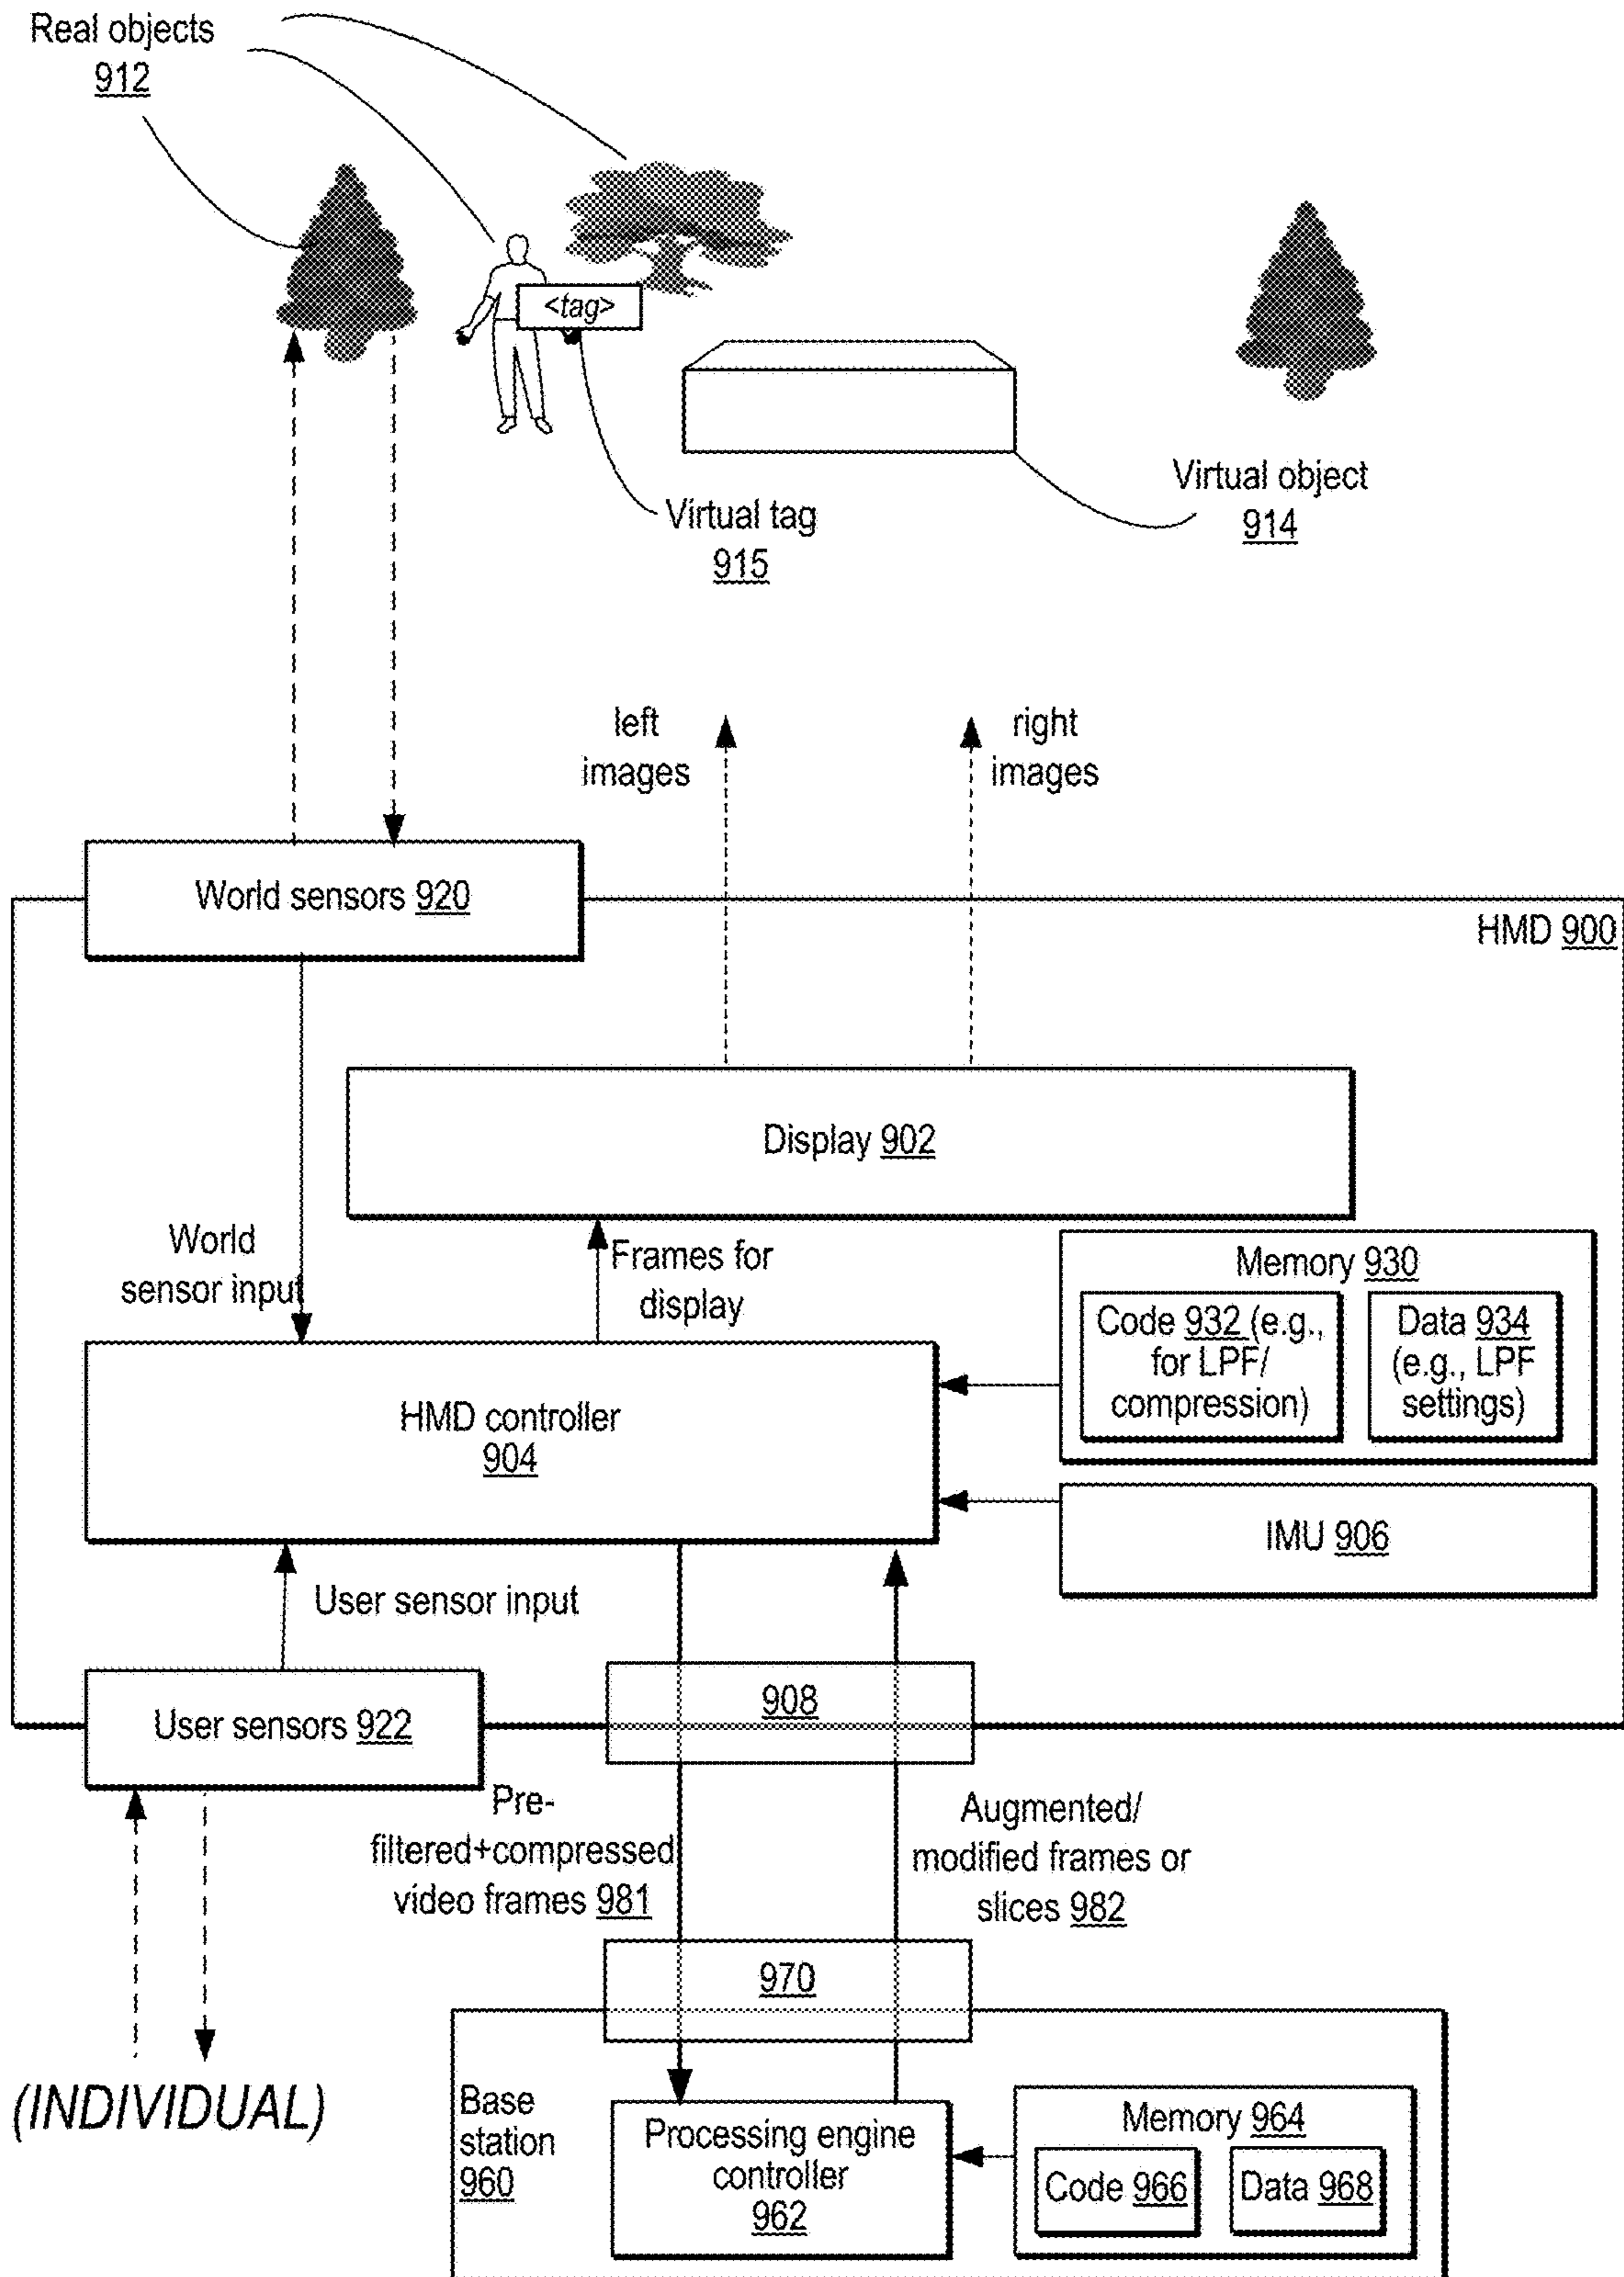 Real objects
912
<tag>
Virtual object
914
Virtual tag
915
left
images
right
images
World sensors 920
HMD 900
Display 902
World
sensor input
Frames for
display
Memory 930
Code 932 (e.g.,
for LPF/
compression)
Data 934
(e.g., LPF
settings)
HMD controller
904
IMU 906
User sensor input
908
User sensors 922
Pre-
filtered+compressed
video frames 981
Augmented/
modified frames or
slices 982
970
(INDIVIDUAL)
Base
station
960
Processing engine
controller
962
Memory 964
Code 966
Data 968